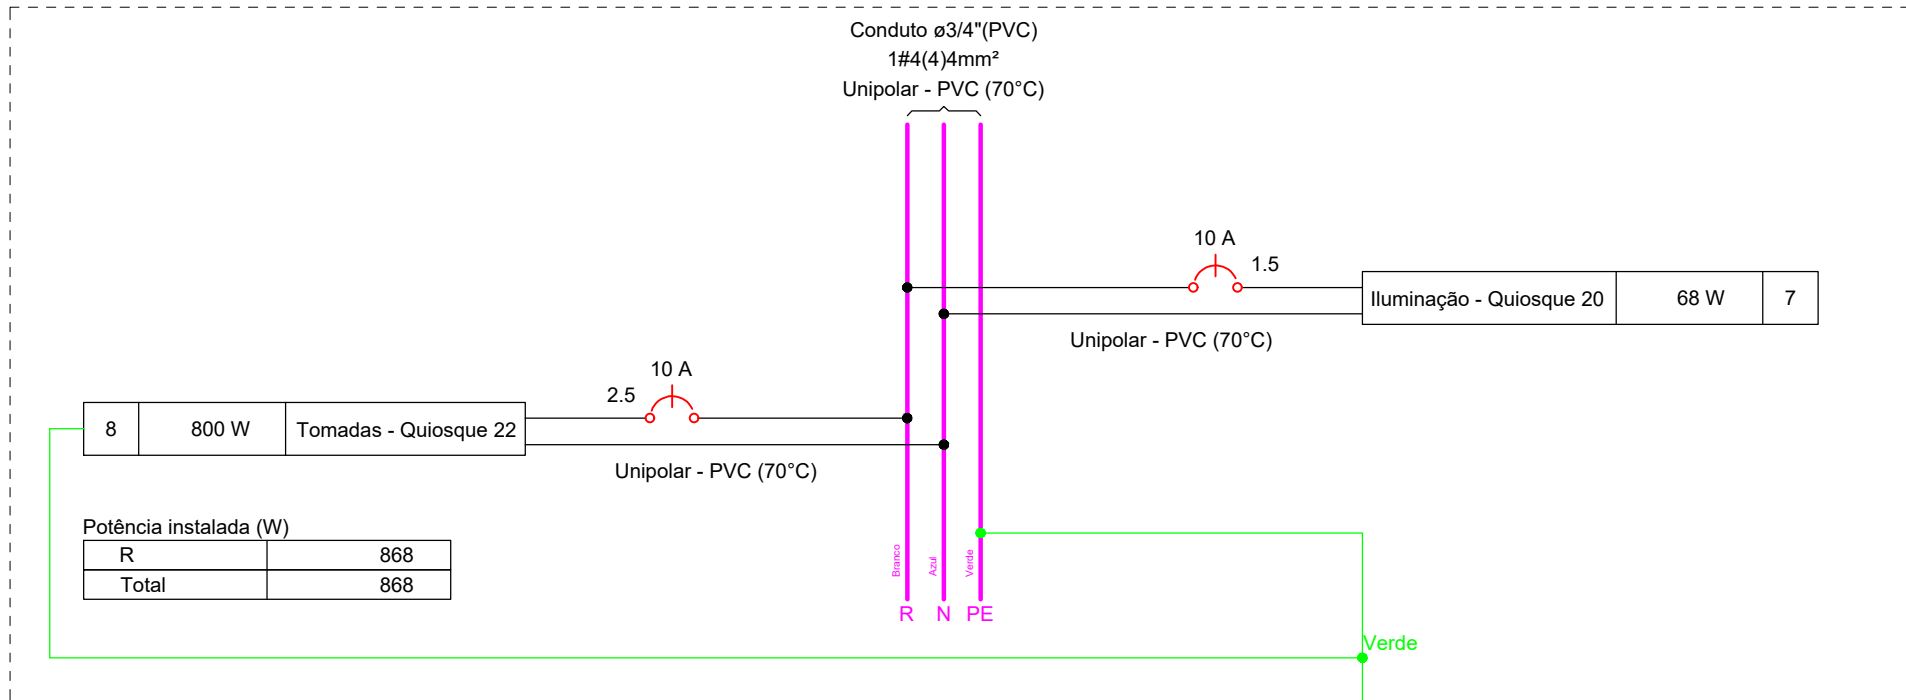 Conduto ø3/4"(PVC)
1#4(4)4mm²
Unipolar - PVC (70°C)
10 A
1.5
Iluminação - Quiosque 20 68 W 7
Unipolar - PVC (70°C)
10 A
2.5
8 800 W Tomadas - Quiosque 22
Unipolar - PVC (70°C)
Potência instalada (W)
R 868
Total 868
Branco
Azul
Verde
R N PE
Verde